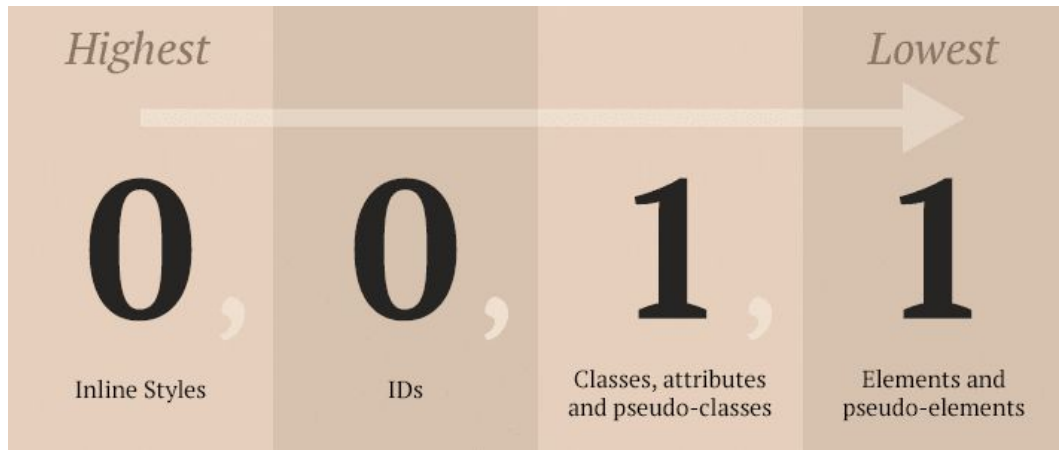 Highest
Lowest
0, 0, 1, 1
Inline Styles
IDs
Classes, attributes
and pseudo-classes
Elements and
pseudo-elements